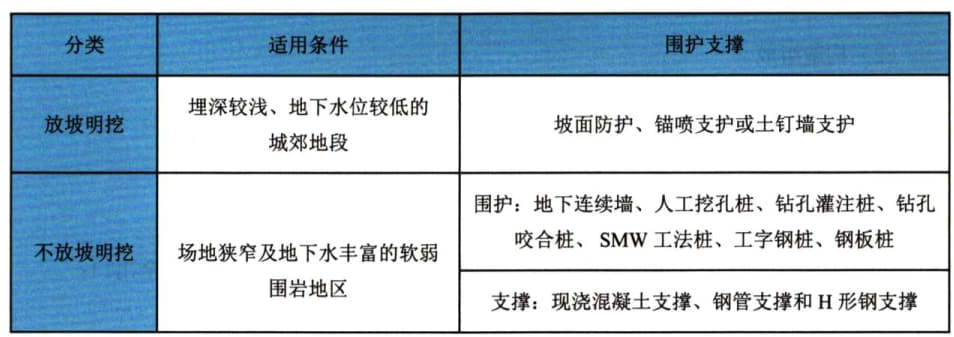 分类
适用条件
围护支撑
放坡明挖
埋深较浅、地下水位较低的
城郊地段
坡面防护、锚喷支护或土钉墙支护
不放坡明挖
场地狭窄及地下水丰富的软弱
围岩地区
围护：地下连续墙、人工挖孔桩、钻孔灌注桩、钻孔
咬合桩、SMW 工法桩、工字钢桩、钢板桩
支撑：现浇混凝土支撑、钢管支撑和 H 形钢支撑